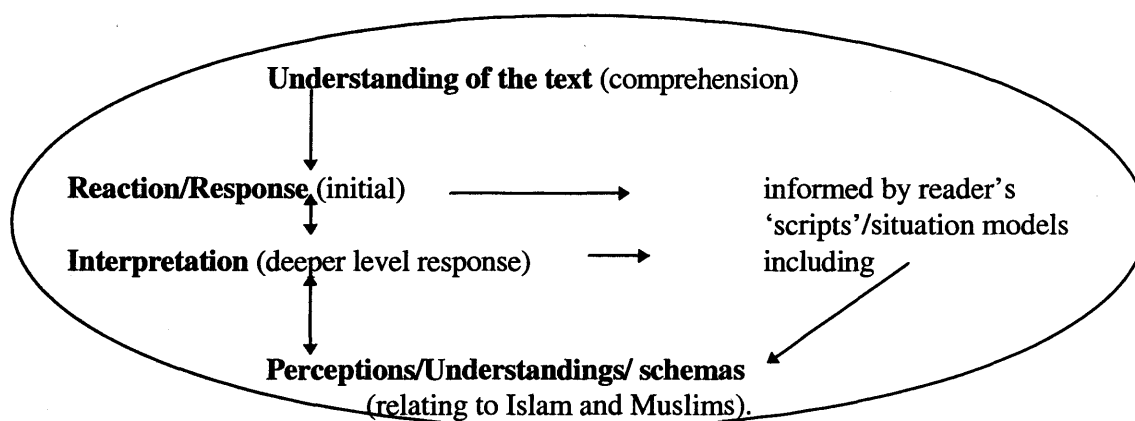 Understanding of the text (comprehension)
Reaction/Response (initial)
informed by reader's
'scripts'/situation models
Interpretation (deeper level response)
including
Perceptions/Understandings/ schemas
(relating to Islam and Muslims).